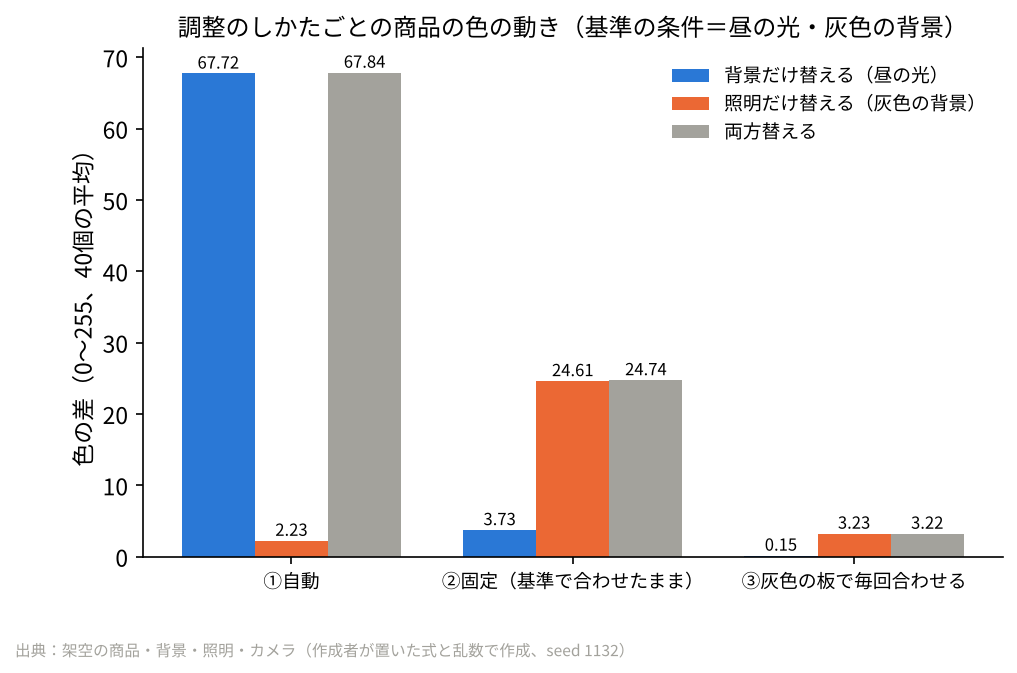 調整のしかたごとの商品の色の動き（基準の条件＝昼の光・灰色の背景）
背景だけ替える（昼の光）
照明だけ替える（灰色の背景）
両方替える
色の差（0～255、40個の平均）
70
60
50
40
30
20
10
0
67.72
2.23
67.84
3.73
24.61
24.74
0.15
3.23
3.22
①自動
②固定（基準で合わせたまま）
③灰色の板で毎回合わせる
出典：架空の商品・背景・照明・カメラ（作成者が置いた式と乱数で作成、seed 1132）